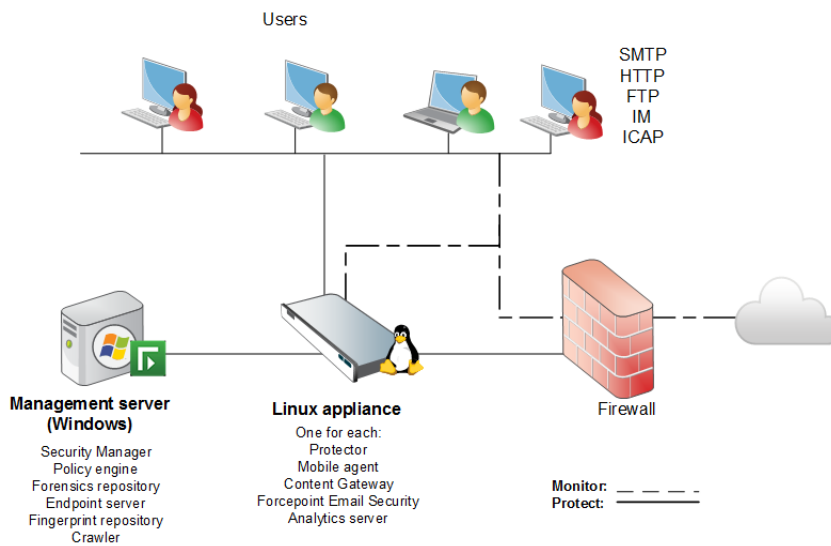 Users
SMTP
HTTP
FTP
IM
ICAP
Management server
(Windows)
Security Manager
Policy engine
Forensics repository
Endpoint server
Fingerprint repository
Crawler
Linux appliance
One for each:
Protector
Mobile agent
Content Gateway
Forcepoint Email Security
Analytics server
Firewall
Monitor:
Protect: